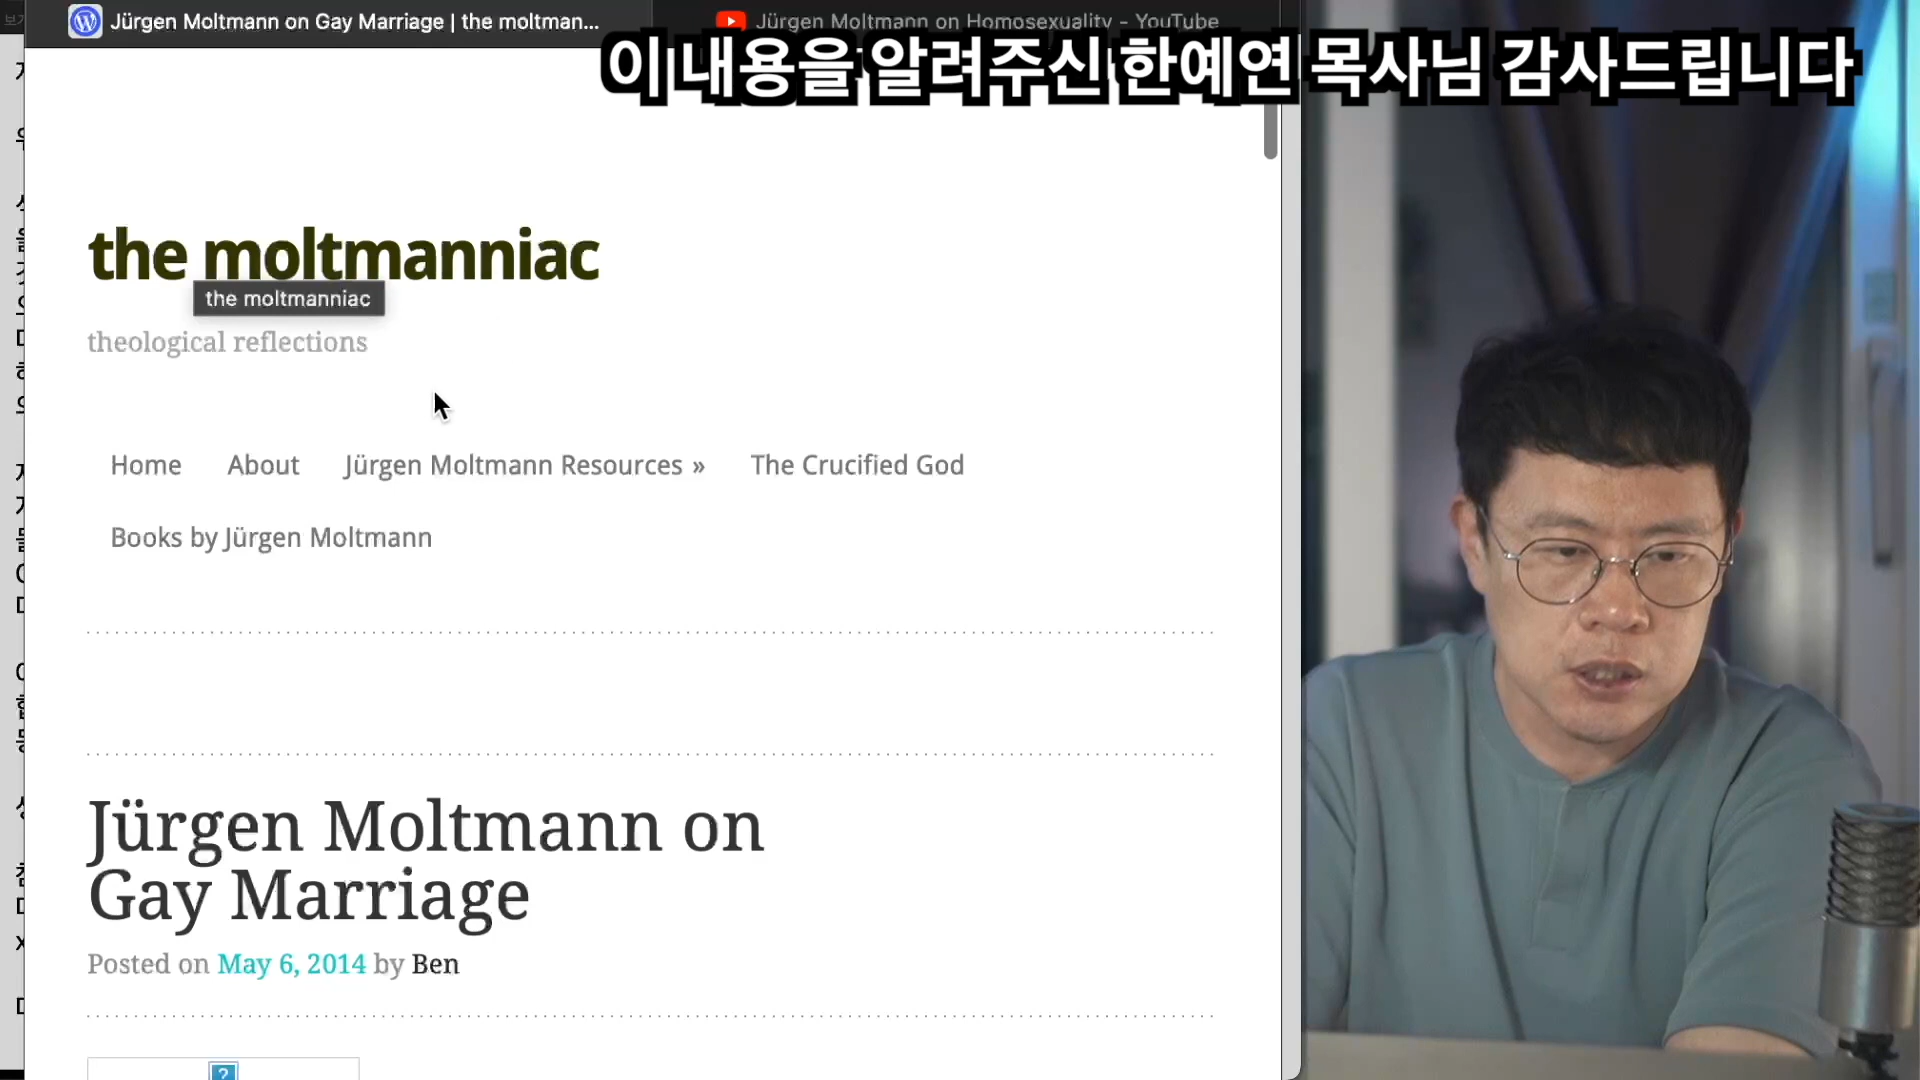 Jürgen Moltmann on Gay Marriage | the moltman...
Jürgen Moltmann on Homosexuality - YouTube
이 내용을 알려주신 한예연 목사님 감사드립니다
the moltmanniac
the moltmanniac
theological reflections
Home About Jürgen Moltmann Resources » The Crucified God
Books by Jürgen Moltmann
Jürgen Moltmann on
Gay Marriage
Posted on May 6, 2014 by Ben